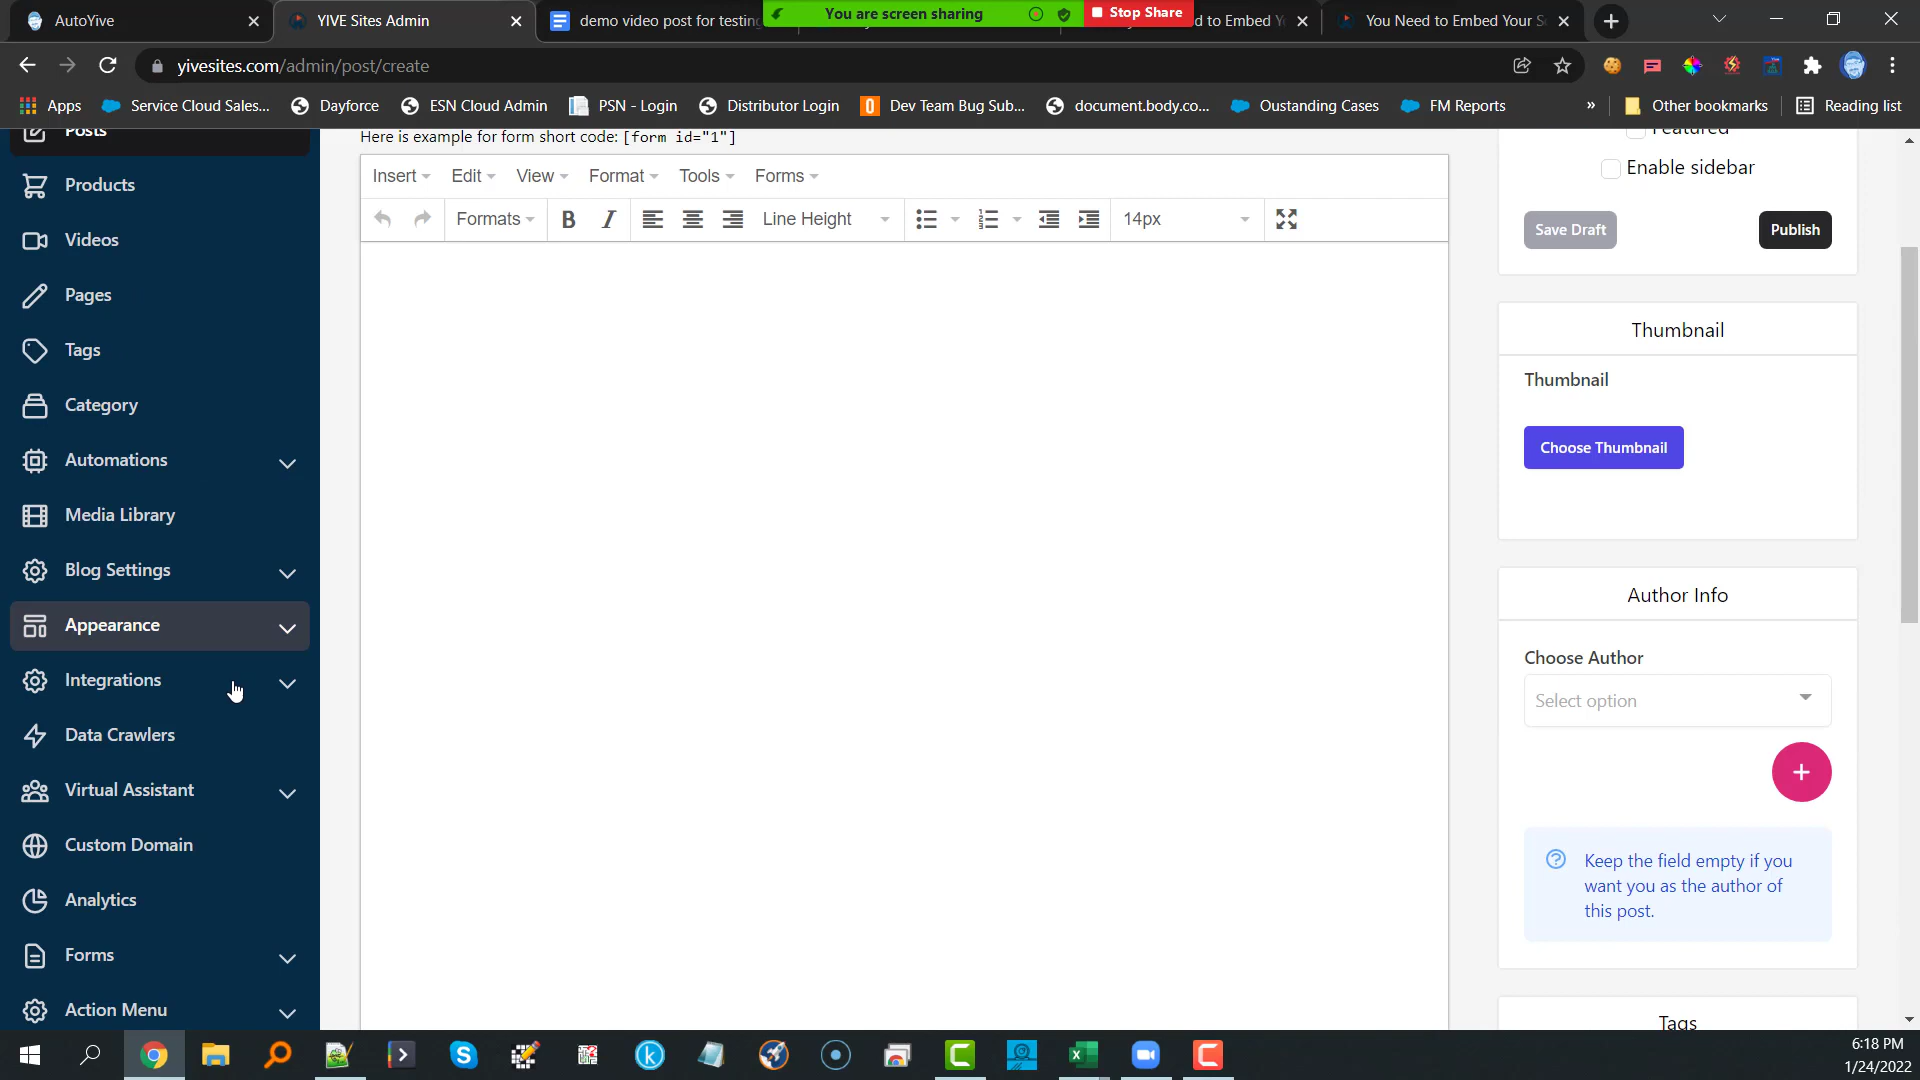 AutoYive
YIVE Sites Admin
demo video post for testing
You are screen sharing
Stop Share
d to Embed Y
You Need to Embed Your S
yivesites.com/admin/post/create
Apps
Service Cloud Sales...
Dayforce
ESN Cloud Admin
PSN - Login
Distributor Login
Dev Team Bug Sub...
document.body.co...
Oustanding Cases
FM Reports
»
Other bookmarks
Reading list
Posts
Products
Videos
Pages
Tags
Category
Automations
Media Library
Blog Settings
Appearance
Integrations
Data Crawlers
Virtual Assistant
Custom Domain
Analytics
Forms
Action Menu
Here is example for form short code: [form id="1"]
Insert Edit View Format Tools Forms
Formats B I Line Height 14px
Featured
Enable sidebar
Save Draft
Publish
Thumbnail
Thumbnail
Choose Thumbnail
Author Info
Choose Author
Select option
+
Keep the field empty if you
want you as the author of
this post.
Tags
6:18 PM
1/24/2022